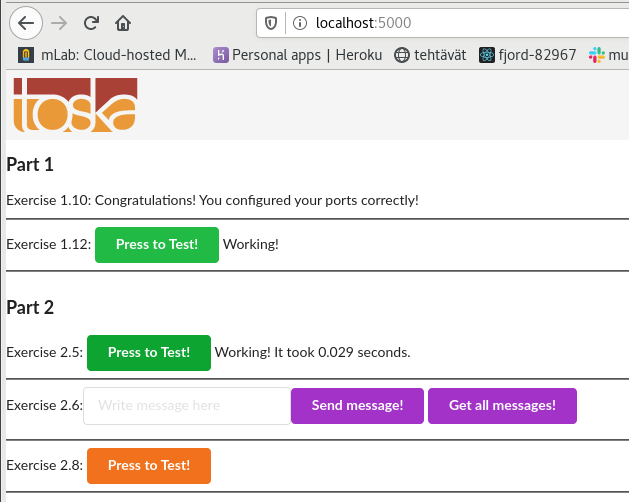 localhost:5000
mLab: Cloud-hosted M... Personal apps | Heroku tehtävät fjord-82967 mu
toska
Part 1
Exercise 1.10: Congratulations! You configured your ports correctly!
Exercise 1.12: Press to Test! Working!
Part 2
Exercise 2.5: Press to Test! Working! It took 0.029 seconds.
Exercise 2.6: Write message here Send message! Get all messages!
Exercise 2.8: Press to Test!